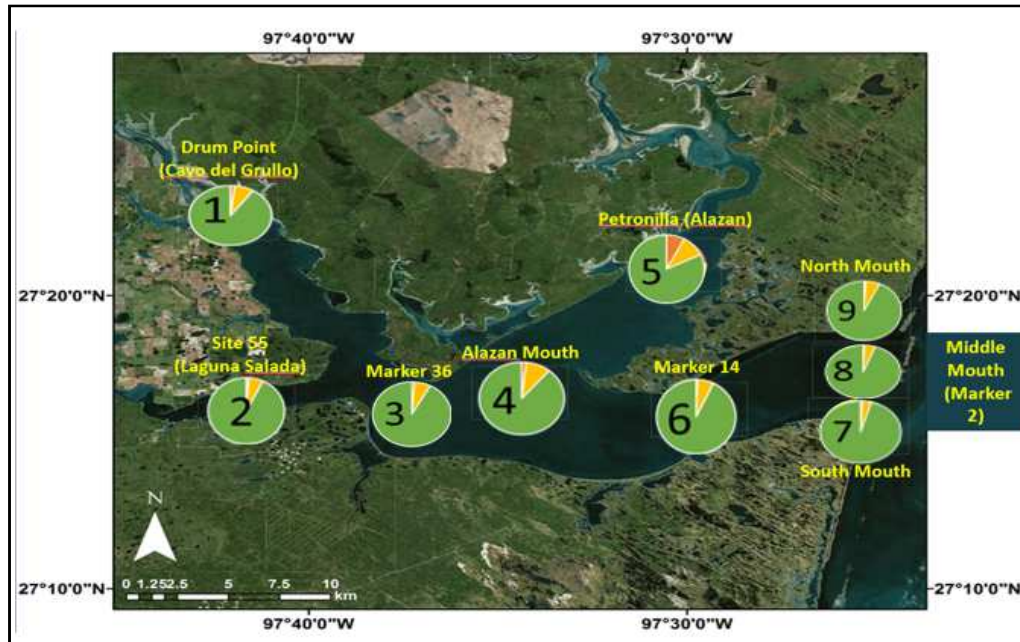 97°40'0"W
97°30'0"W
Drum Point
(Cayo del Grullo)
1
Petronilla (Alazan)
5
North Mouth
9
27°20'0"N
27°20'0"N
Site 55
(Laguna Salada)
2
Marker 36
3
Alazan Mouth
4
Marker 14
6
8
Middle
Mouth
(Marker
2)
7
South Mouth
N
0 1.252.5 5 7.5 10
km
27°10'0"N
27°10'0"N
97°40'0"W
97°30'0"W